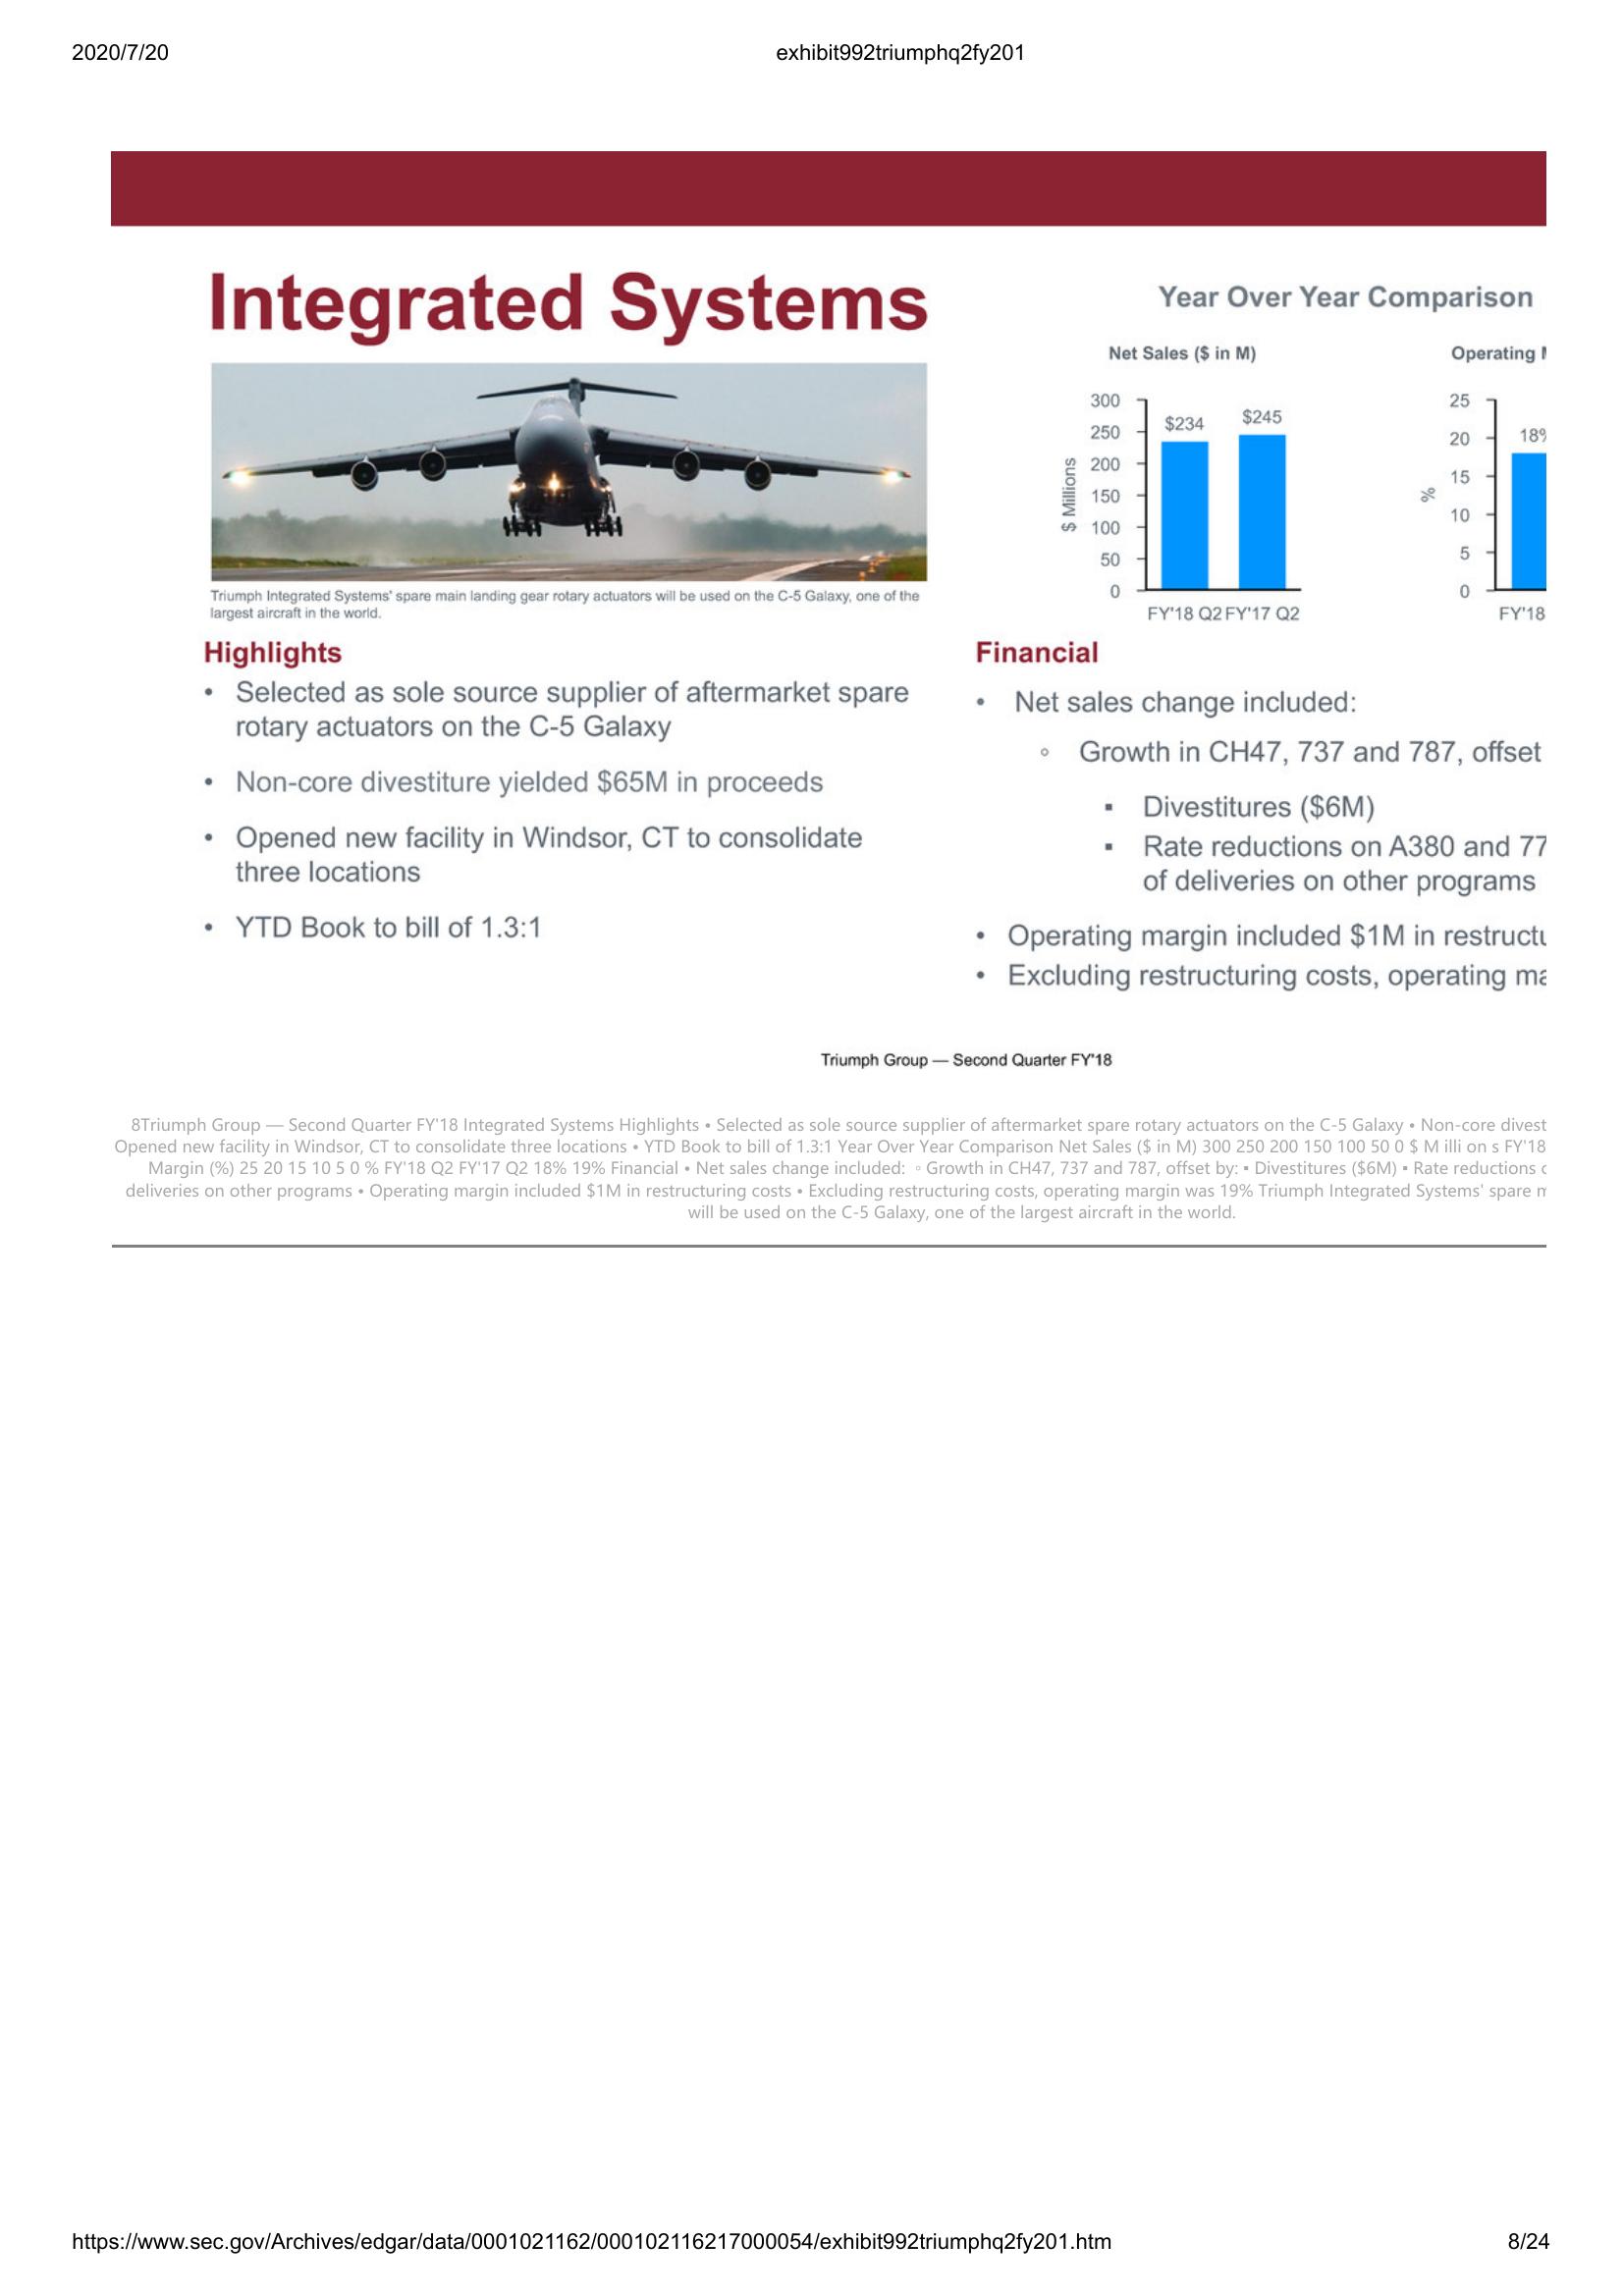 2020/7/20
exhibit992triumphq2fy201
Integrated Systems
Triumph Integrated Systems' spare main landing gear rotary actuators will be used on the C-5 Galaxy, one of the
largest aircraft in the world.
Highlights
• Selected as sole source supplier of aftermarket spare
rotary actuators on the C-5 Galaxy
• Non-core divestiture yielded $65M in proceeds
• Opened new facility in Windsor, CT to consolidate
three locations
• YTD Book to bill of 1.3:1
Year Over Year Comparison
Net Sales ($ in M)
$ Millions
300
250
200
150
100
50
0
$234
$245
FY'18 Q2 FY'17 Q2
Operating
%
25
20
15
10
5
0
18%
FY'18
Financial
• Net sales change included:
◦ Growth in CH47, 737 and 787, offset
▪ Divestitures ($6M)
▪ Rate reductions on A380 and 77
of deliveries on other programs
• Operating margin included $1M in restructu
• Excluding restructuring costs, operating ma
Triumph Group — Second Quarter FY'18
8Triumph Group — Second Quarter FY'18 Integrated Systems Highlights • Selected as sole source supplier of aftermarket spare rotary actuators on the C-5 Galaxy • Non-core divest
Opened new facility in Windsor, CT to consolidate three locations • YTD Book to bill of 1.3:1 Year Over Year Comparison Net Sales ($ in M) 300 250 200 150 100 50 0 $ M illi on s FY'18
Margin (%) 25 20 15 10 5 0 % FY'18 Q2 FY'17 Q2 18% 19% Financial • Net sales change included: ◦ Growth in CH47, 737 and 787, offset by: ▪ Divestitures ($6M) ▪ Rate reductions
deliveries on other programs • Operating margin included $1M in restructuring costs • Excluding restructuring costs, operating margin was 19% Triumph Integrated Systems' spare
will be used on the C-5 Galaxy, one of the largest aircraft in the world.
https://www.sec.gov/Archives/edgar/data/0001021162/000102116217000054/exhibit992triumphq2fy201.htm
8/24